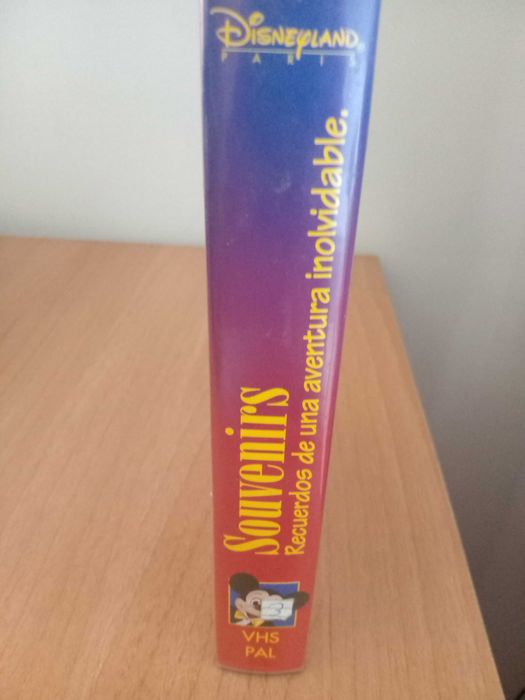 DISNEYLAND
PARIS
Souvenirs
Recuerdos de una aventura inolvidable.
VHS
PAL